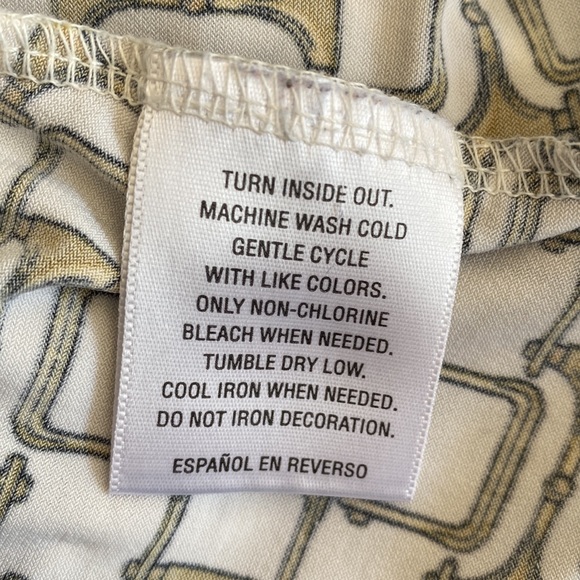 TURN INSIDE OUT.
MACHINE WASH COLD
GENTLE CYCLE
WITH LIKE COLORS.
ONLY NON-CHLORINE
BLEACH WHEN NEEDED.
TUMBLE DRY LOW.
COOL IRON WHEN NEEDED.
DO NOT IRON DECORATION.
ESPAÑOL EN REVERSO